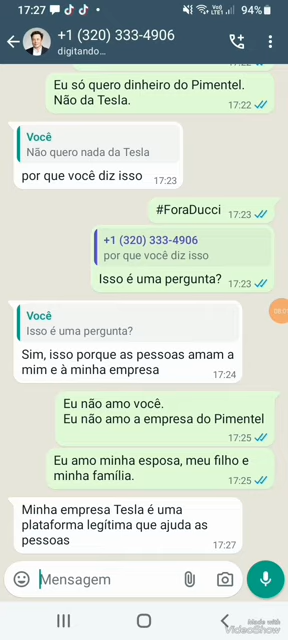 17:27
Vo)) LTE1
94%
+1 (320) 333-4906
digitando...
17:22
Eu só quero dinheiro do Pimentel.
Não da Tesla.
17:22
Você
Não quero nada da Tesla
por que você diz isso
17:23
#ForaDucci
17:23
+1 (320) 333-4906
por que você diz isso
Isso é uma pergunta?
17:23
Você
Isso é uma pergunta?
Sim, isso porque as pessoas amam a
mim e à minha empresa
17:24
Eu não amo você.
Eu não amo a empresa do Pimentel
17:25
Eu amo minha esposa, meu filho e
minha família.
17:25
Minha empresa Tesla é uma
plataforma legítima que ajuda as
pessoas
17:27
Mensagem
Made with
VideoShow